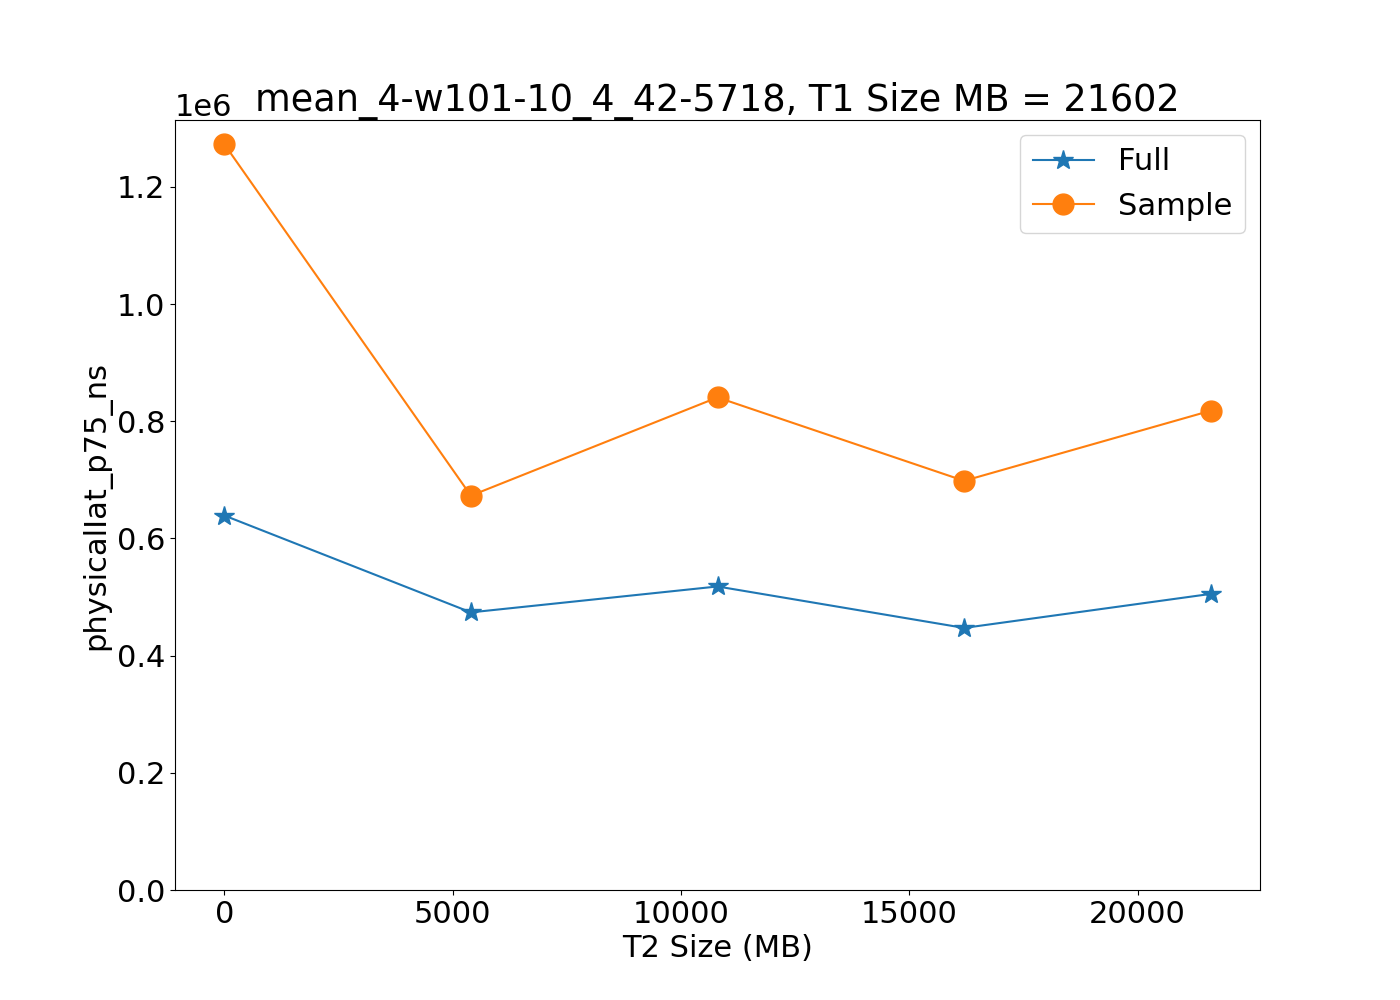 1e6
mean_4-w101-10_4_42-5718, T1 Size MB = 21602
Full
Sample
physicallat_p75_ns
1.2
1.0
0.8
0.6
0.4
0.2
0.0
0 5000 10000 15000 20000
T2 Size (MB)